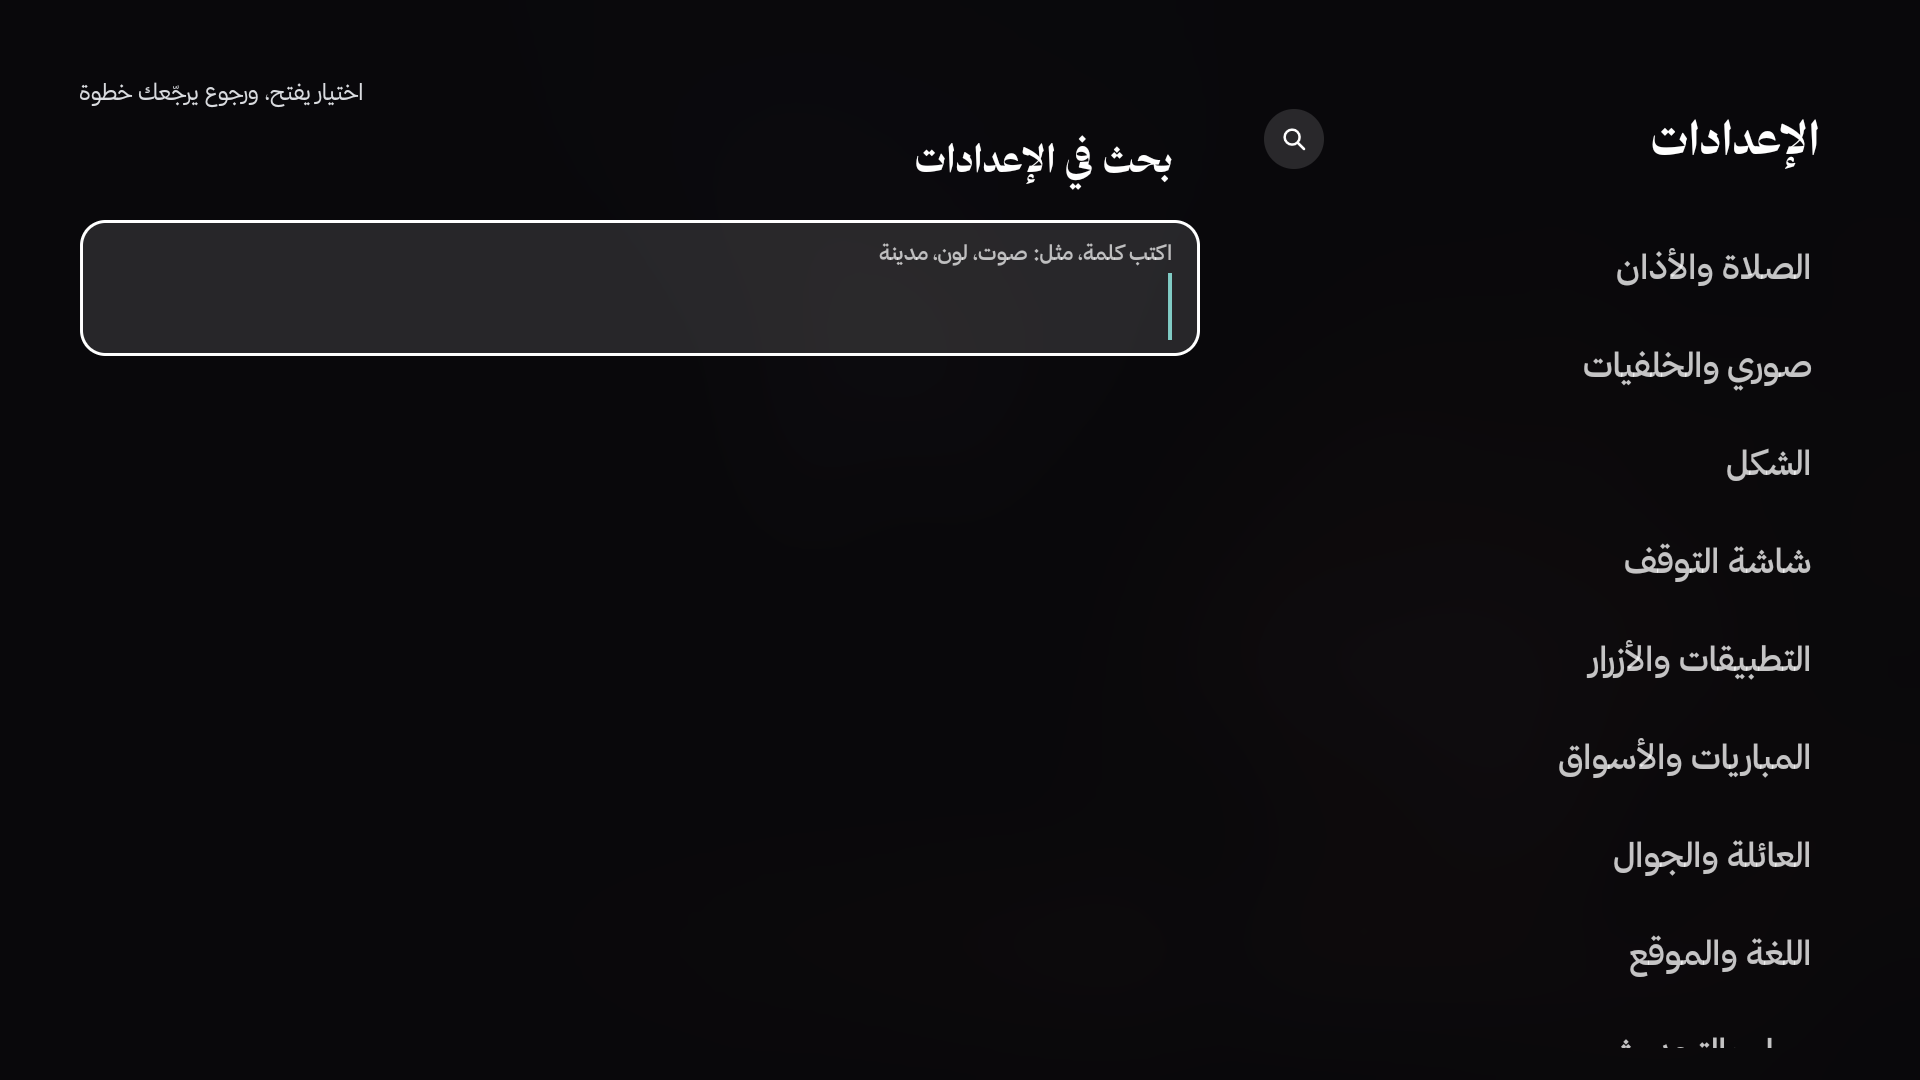 الإعدادات
الصلاة والأذان
صوري والخلفيات
الشكل
شاشة التوقف
التطبيقات والأزرار
المباريات والأسواق
العائلة والجوال
اللغة والموقع
اختيار يفتح، ورجوع يرجّعك خطوة
بحث في الإعدادات
اكتب كلمة، مثل: صوت، لون، مدينة